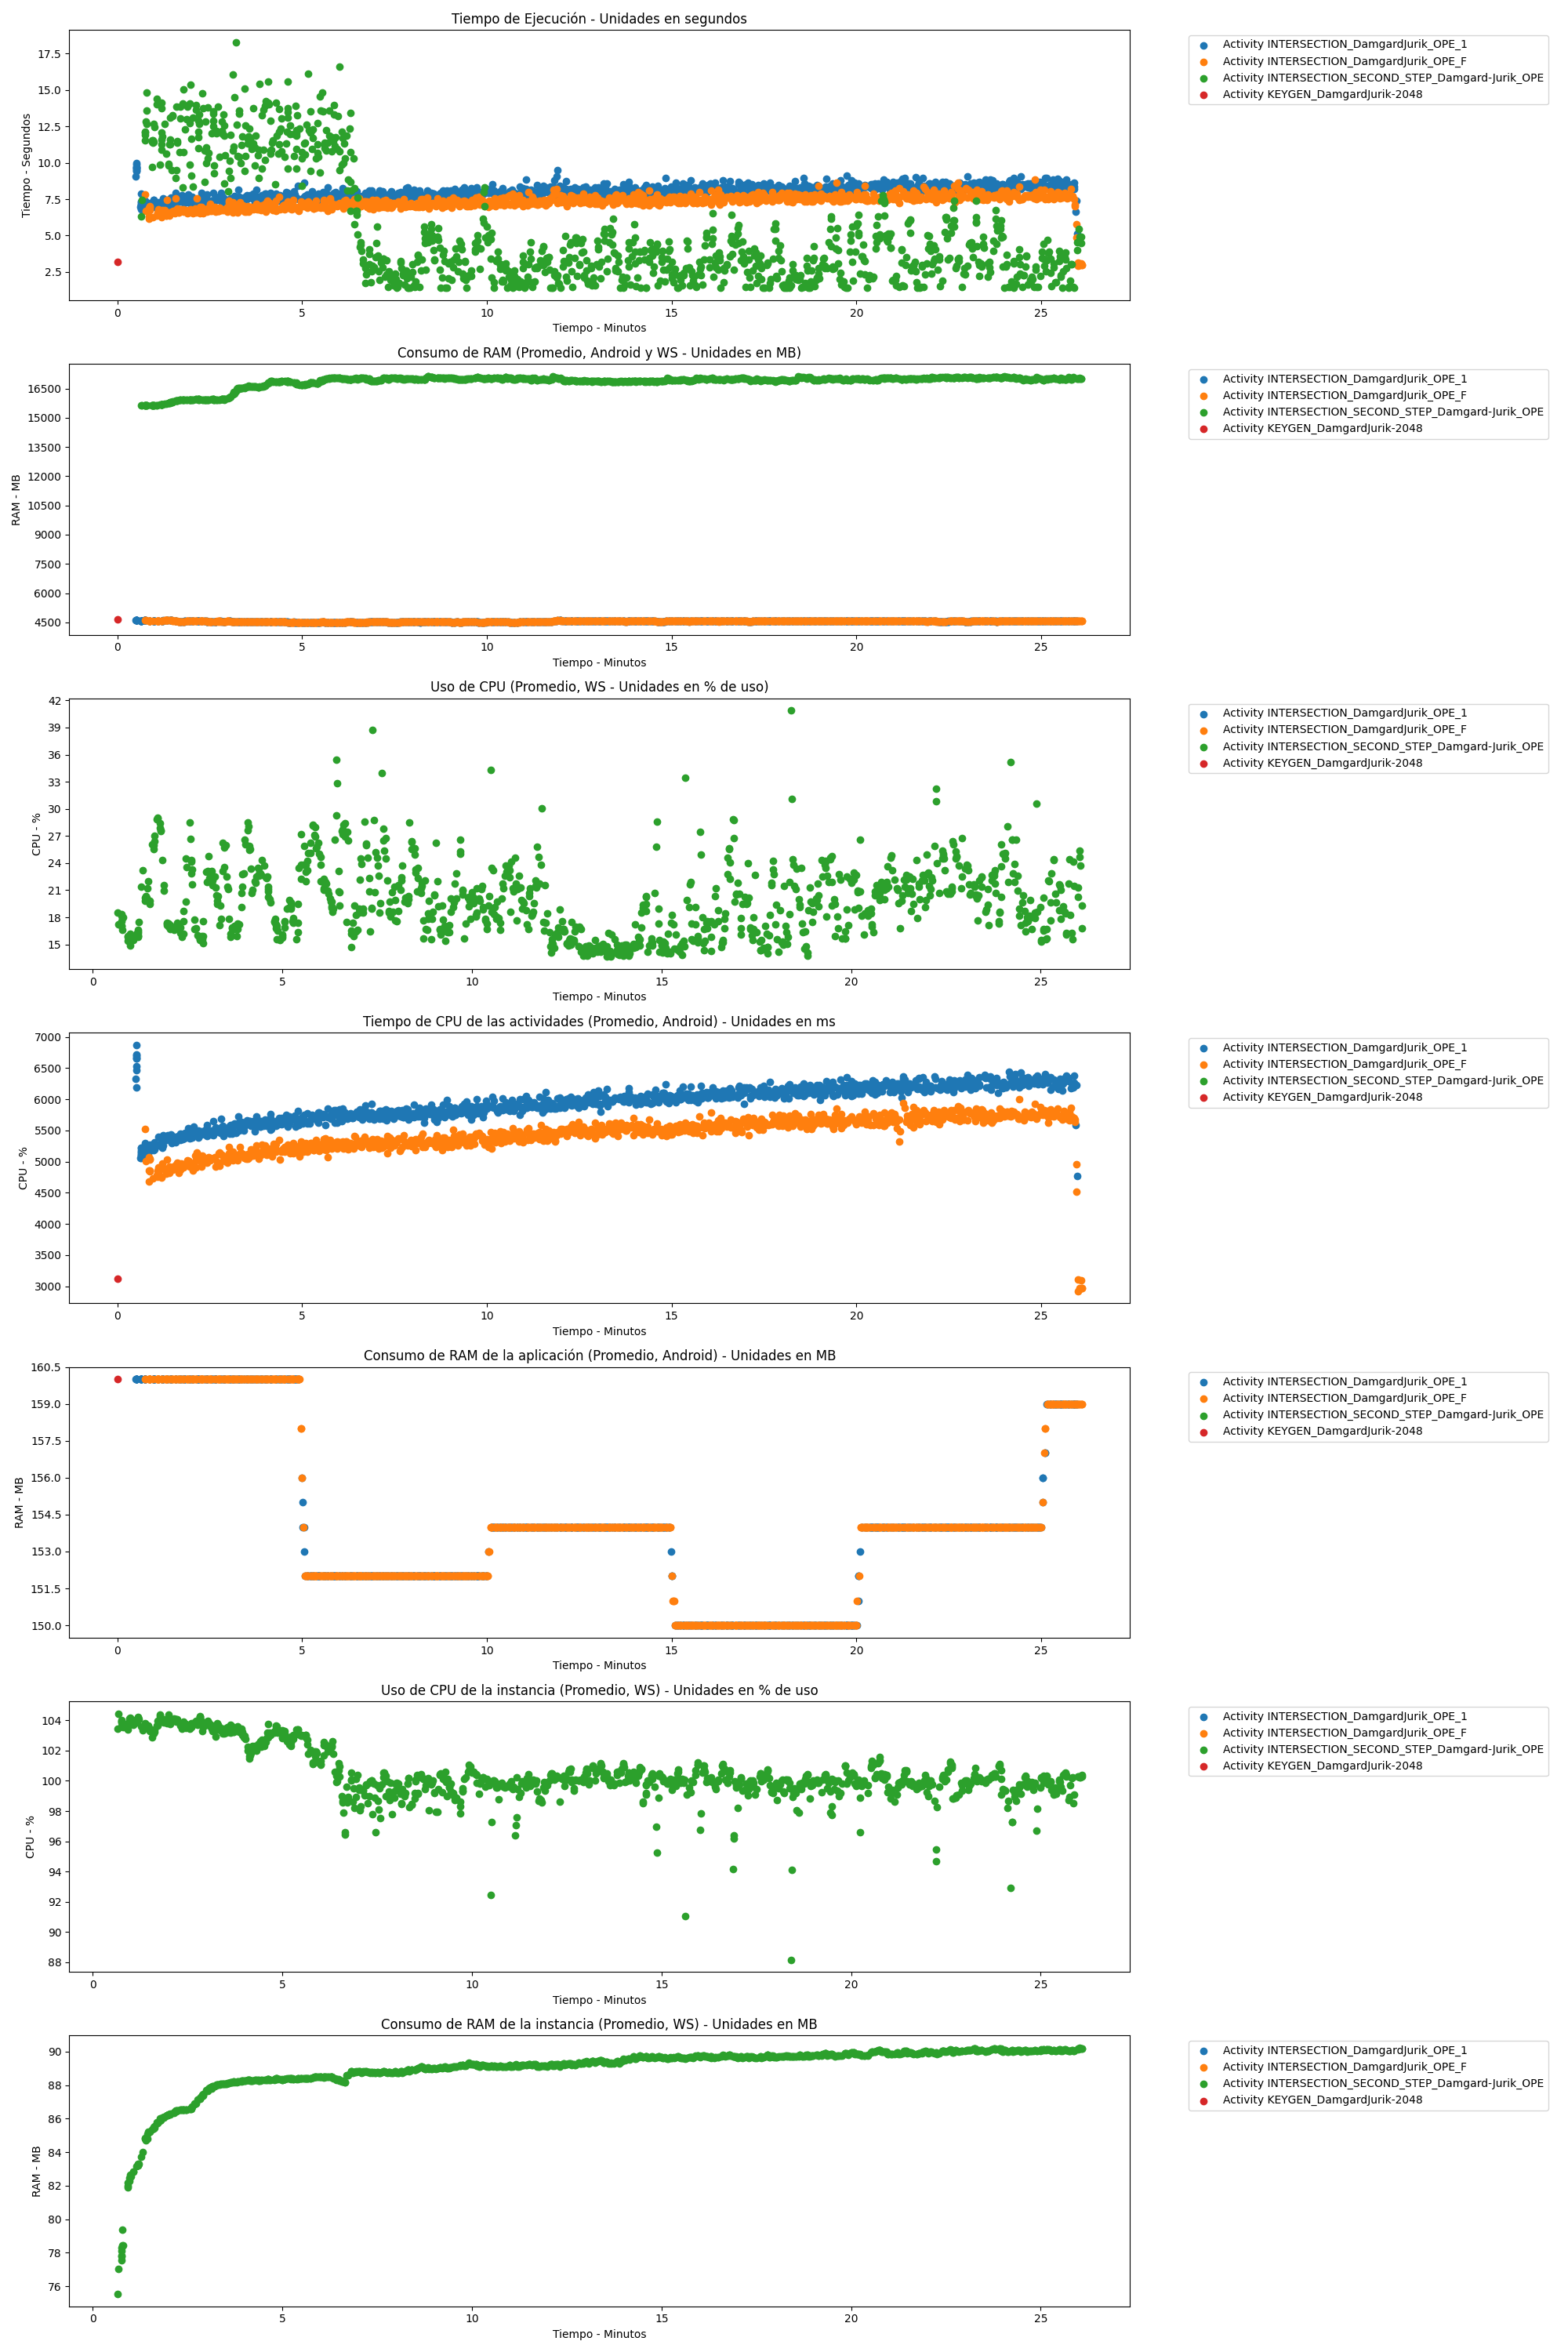 Tiempo de Ejecución - Unidades en segundos
17.5
15.0
12.5
10.0
7.5
5.0
2.5
Tiempo - Segundos
0 5 10 15 20 25
Tiempo - Minutos
Activity INTERSECTION_DamgardJurik_OPE_1
Activity INTERSECTION_DamgardJurik_OPE_F
Activity INTERSECTION_SECOND_STEP_Damgard-Jurik_OPE
Activity KEYGEN_DamgardJurik-2048
Consumo de RAM (Promedio, Android y WS - Unidades en MB)
16500
15000
13500
12000
10500
9000
7500
6000
4500
RAM - MB
0 5 10 15 20 25
Tiempo - Minutos
Activity INTERSECTION_DamgardJurik_OPE_1
Activity INTERSECTION_DamgardJurik_OPE_F
Activity INTERSECTION_SECOND_STEP_Damgard-Jurik_OPE
Activity KEYGEN_DamgardJurik-2048
Uso de CPU (Promedio, WS - Unidades en % de uso)
42
39
36
33
30
27
24
21
18
15
CPU - %
0 5 10 15 20 25
Tiempo - Minutos
Activity INTERSECTION_DamgardJurik_OPE_1
Activity INTERSECTION_DamgardJurik_OPE_F
Activity INTERSECTION_SECOND_STEP_Damgard-Jurik_OPE
Activity KEYGEN_DamgardJurik-2048
Tiempo de CPU de las actividades (Promedio, Android) - Unidades en ms
7000
6500
6000
5500
5000
4500
4000
3500
3000
CPU - %
0 5 10 15 20 25
Tiempo - Minutos
Activity INTERSECTION_DamgardJurik_OPE_1
Activity INTERSECTION_DamgardJurik_OPE_F
Activity INTERSECTION_SECOND_STEP_Damgard-Jurik_OPE
Activity KEYGEN_DamgardJurik-2048
Consumo de RAM de la aplicación (Promedio, Android) - Unidades en MB
160.5
159.0
157.5
156.0
154.5
153.0
151.5
150.0
RAM - MB
0 5 10 15 20 25
Tiempo - Minutos
Activity INTERSECTION_DamgardJurik_OPE_1
Activity INTERSECTION_DamgardJurik_OPE_F
Activity INTERSECTION_SECOND_STEP_Damgard-Jurik_OPE
Activity KEYGEN_DamgardJurik-2048
Uso de CPU de la instancia (Promedio, WS) - Unidades en % de uso
104
102
100
98
96
94
92
90
88
CPU - %
0 5 10 15 20 25
Tiempo - Minutos
Activity INTERSECTION_DamgardJurik_OPE_1
Activity INTERSECTION_DamgardJurik_OPE_F
Activity INTERSECTION_SECOND_STEP_Damgard-Jurik_OPE
Activity KEYGEN_DamgardJurik-2048
Consumo de RAM de la instancia (Promedio, WS) - Unidades en MB
90
88
86
84
82
80
78
76
RAM - MB
0 5 10 15 20 25
Tiempo - Minutos
Activity INTERSECTION_DamgardJurik_OPE_1
Activity INTERSECTION_DamgardJurik_OPE_F
Activity INTERSECTION_SECOND_STEP_Damgard-Jurik_OPE
Activity KEYGEN_DamgardJurik-2048